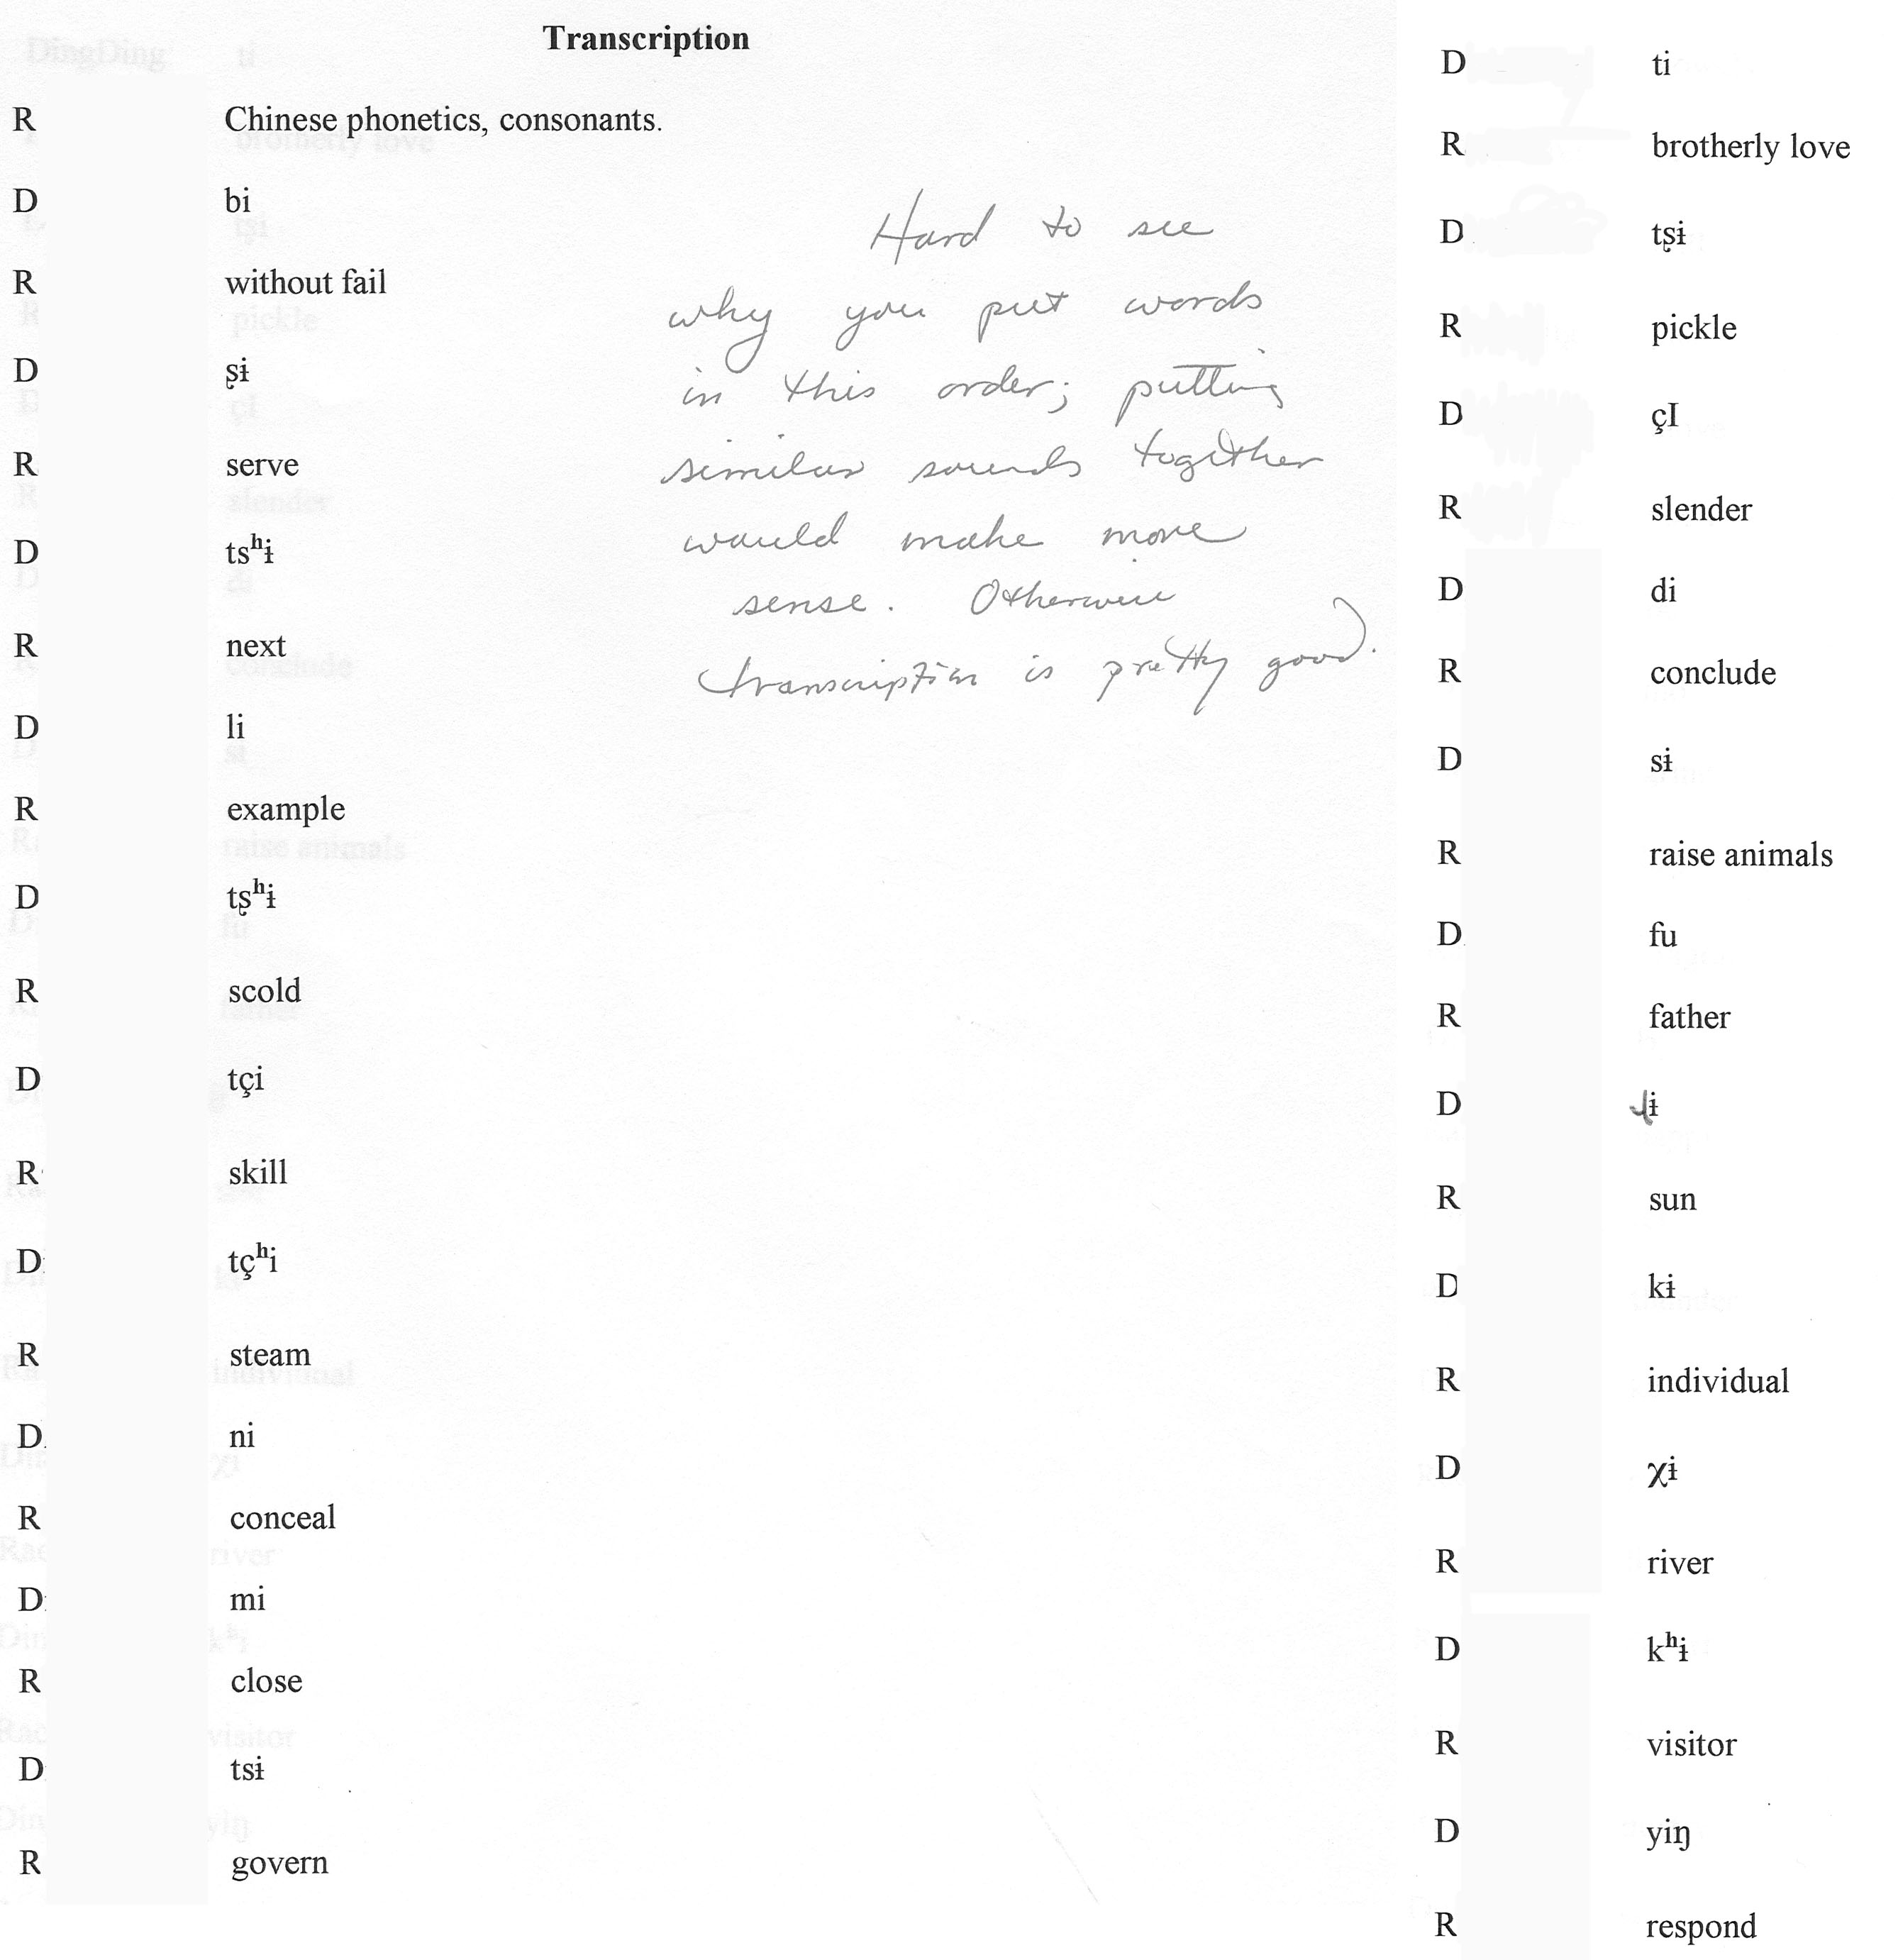 Transcription
R Chinese phonetics, consonants.
D bi
R without fail
D ʂɨ
R serve
D tsʰɨ
R next
D li
R example
D tʂʰɨ
R scold
D tçi
R skill
D tçʰi
R steam
D ni
R conceal
D mi
R close
D tsɨ
R govern
Hard to see
why you put words
in this order; putting
similar sounds together
would make more
sense. Otherwise
transcription is pretty good.
D ti
R brotherly love
D tʂɨ
R pickle
D çI
R slender
D di
R conclude
D sɨ
R raise animals
D fu
R father
D ɻɨ
R sun
D kɨ
R individual
D χɨ
R river
D kʰɨ
R visitor
D yiŋ
R respond